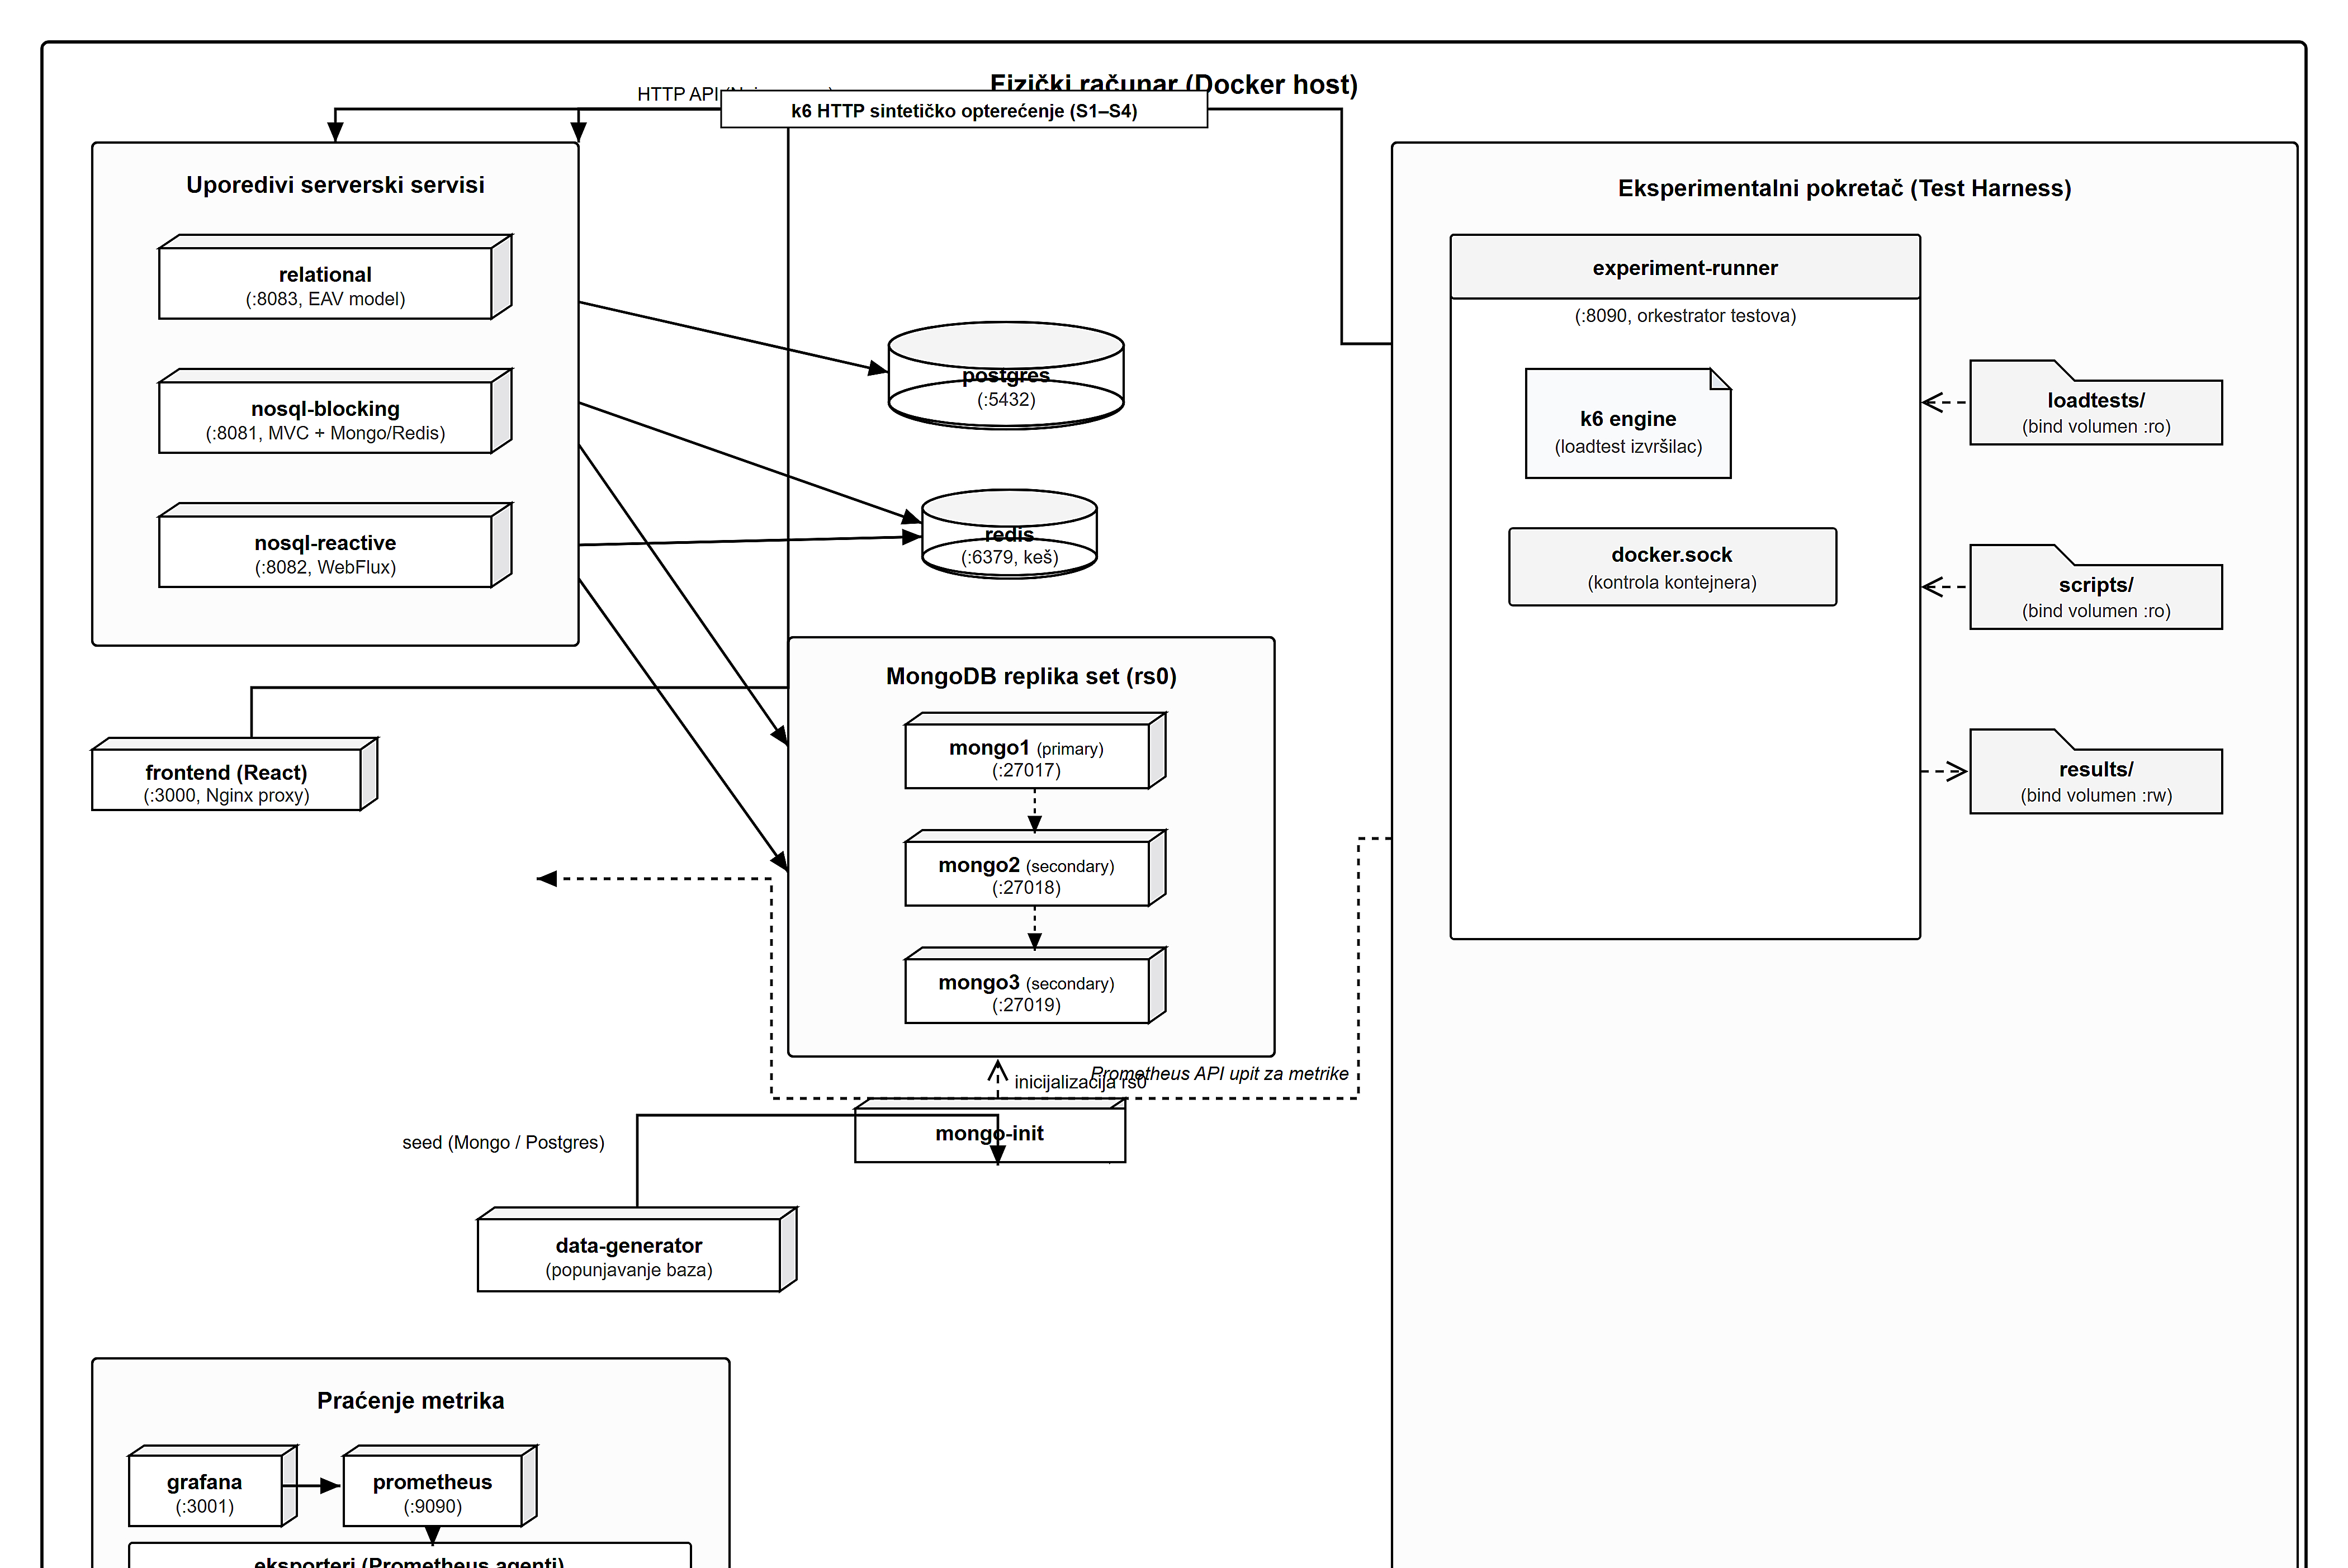 Fizički računar (Docker host)
HTTP API
k6 HTTP sintetičko opterećenje (S1–S4)
Uporedivi serverski servisi
relational
(:8083, EAV model)
nosql-blocking
(:8081, MVC + Mongo/Redis)
nosql-reactive
(:8082, WebFlux)
frontend (React)
(:3000, Nginx proxy)
postgres
(:5432)
redis
(:6379, keš)
MongoDB replika set (rs0)
mongo1 (primary)
(:27017)
mongo2 (secondary)
(:27018)
mongo3 (secondary)
(:27019)
inicijalizacija rs0
Prometheus API upit za metrike
mongo-init
seed (Mongo / Postgres)
data-generator
(popunjavanje baza)
Eksperimentalni pokretač (Test Harness)
experiment-runner
(:8090, orkestrator testova)
k6 engine
(loadtest izvršilac)
docker.sock
(kontrola kontejnera)
loadtests/
(bind volumen :ro)
scripts/
(bind volumen :ro)
results/
(bind volumen :rw)
Praćenje metrika
grafana
(:3001)
prometheus
(:9090)
eksporteri (Prometheus agenti)